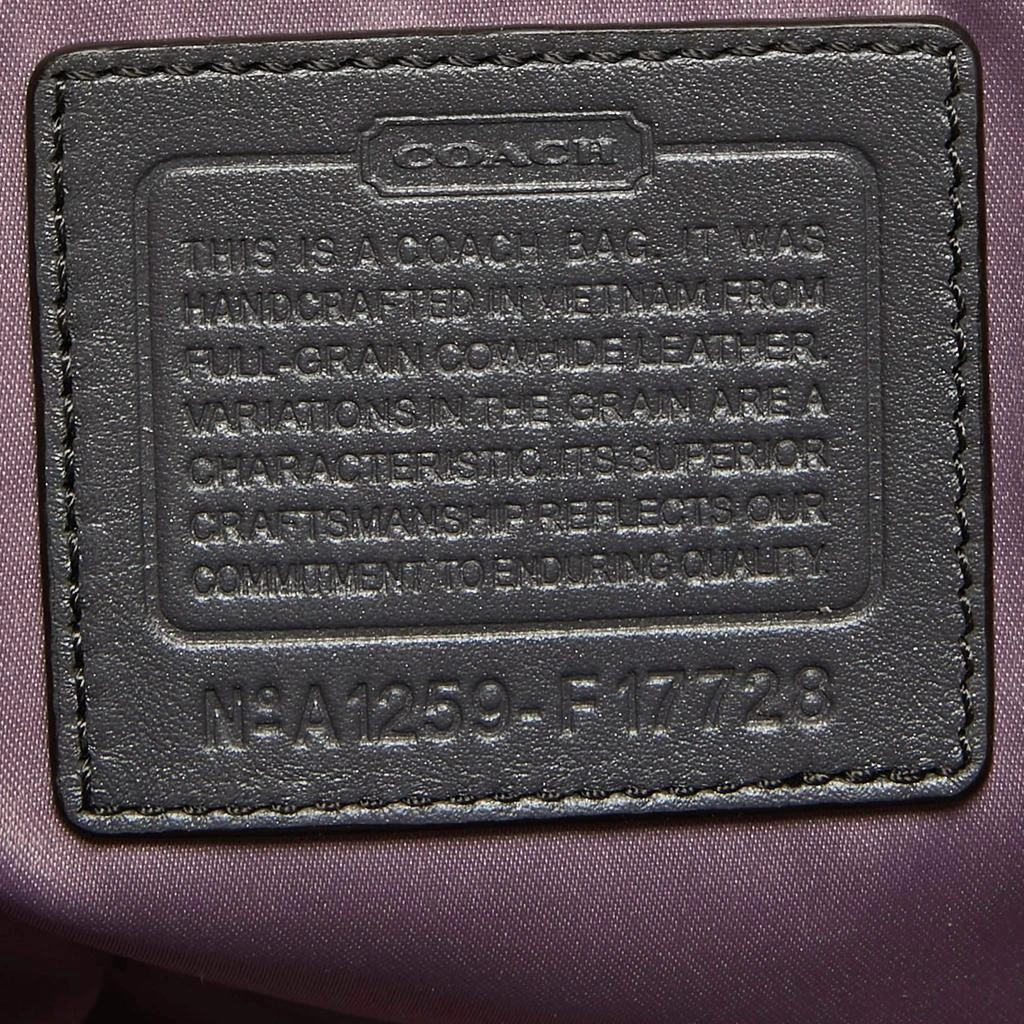 COACH
THIS IS A COACH BAG. IT WAS
HANDCRAFTED IN VIETNAM FROM
FULL-GRAIN COWHIDE LEATHER.
VARIATIONS IN THE GRAIN ARE A
CHARACTERISTIC. ITS SUPERIOR
CRAFTSMANSHIP REFLECTS OUR
COMMITMENT TO ENDURING QUALITY.
Nº A1259-F17728